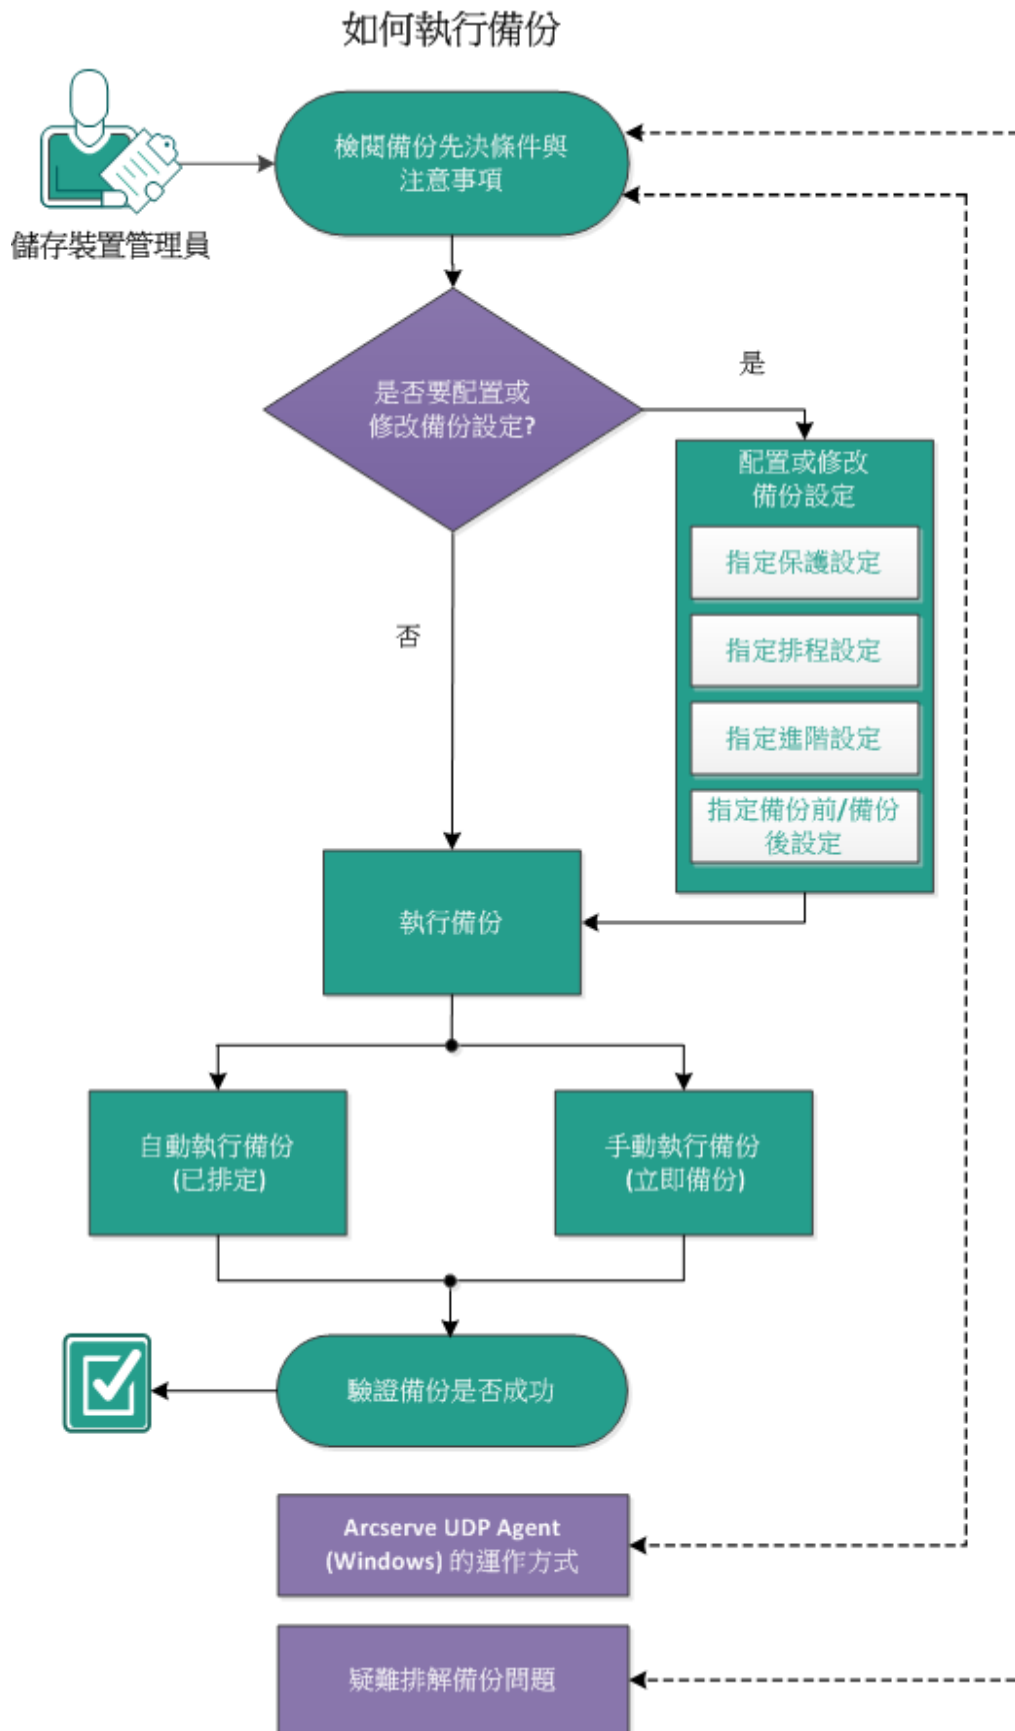 如何執行備份
檢閱備份先決條件與
注意事項
儲存裝置管理員
是否要配置或
修改備份設定?
是
配置或修改
備份設定
指定保護設定
指定排程設定
指定進階設定
指定備份前/備份
後設定
否
執行備份
自動執行備份
(已排定)
手動執行備份
(立即備份)
驗證備份是否成功
Arcserve UDP Agent
(Windows) 的運作方式
疑難排解備份問題